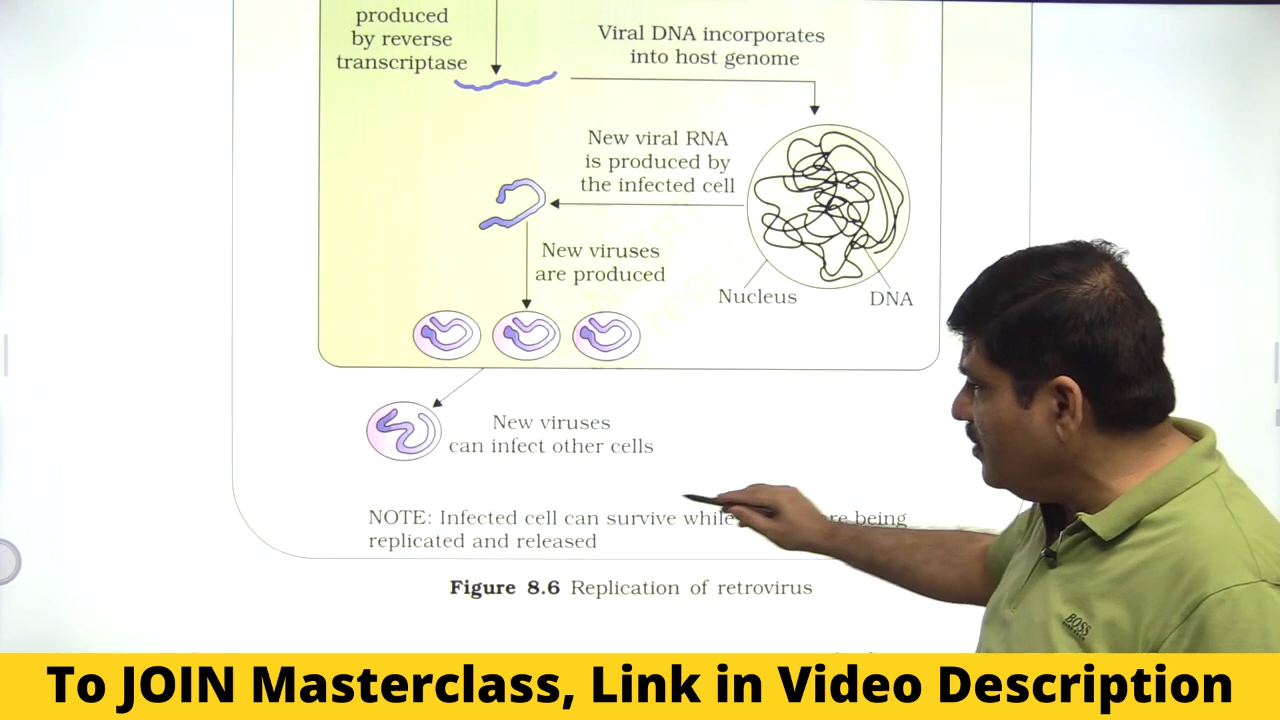 produced
by reverse
transcriptase
Viral DNA incorporates
into host genome
New viral RNA
is produced by
the infected cell
New viruses
are produced
Nucleus
DNA
New viruses
can infect other cells
NOTE: Infected cell can survive while being
replicated and released
Figure 8.6 Replication of retrovirus
BOSS
To JOIN Masterclass, Link in Video Description